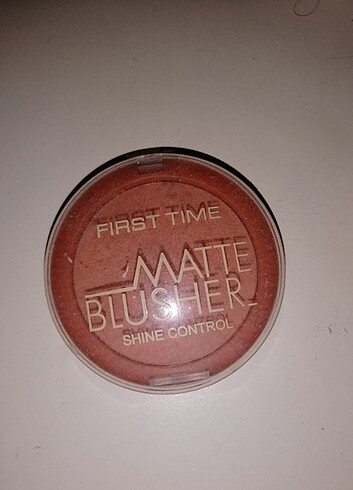 FIRST TIME
MATTE
BLUSHER
SHINE CONTROL